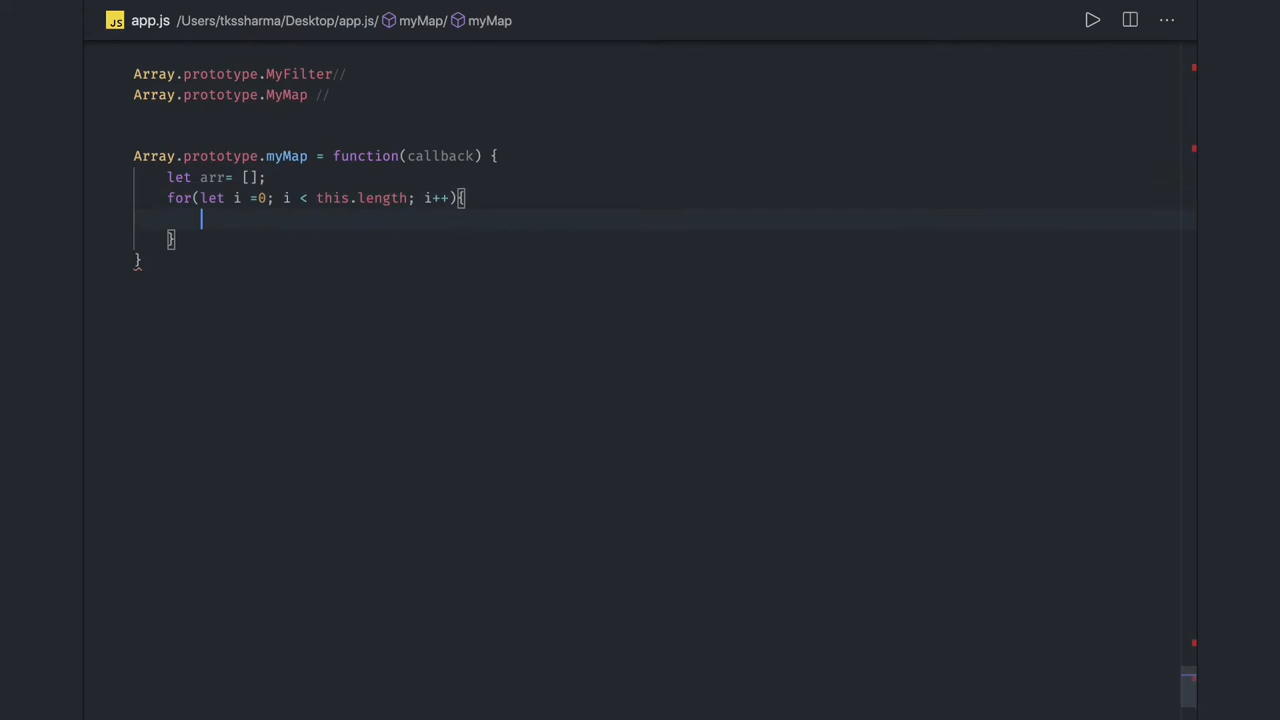 JS app.js /Users/tkssharma/Desktop/app.js/ myMap/ myMap
Array.prototype.MyFilter//
Array.prototype.MyMap //
Array.prototype.myMap = function(callback) {
let arr= [];
for(let i =0; i < this.length; i++){
}
}